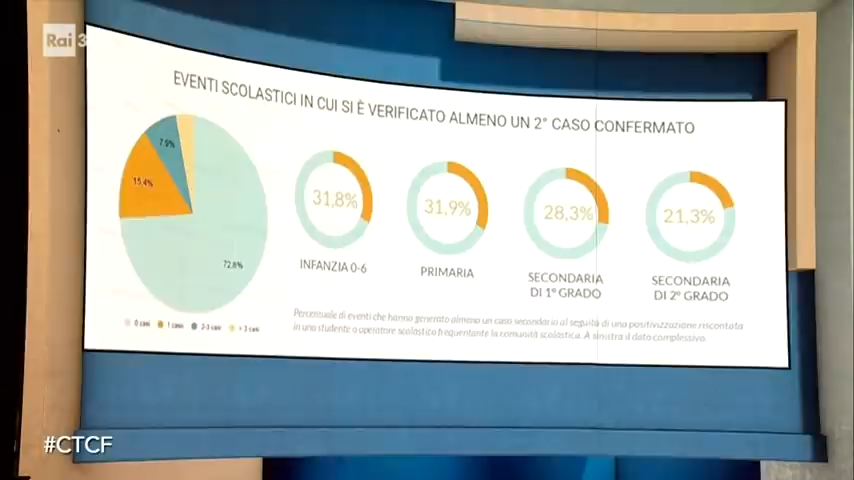 Rai 3
EVENTI SCOLASTICI IN CUI SI È VERIFICATO ALMENO UN 2° CASO CONFERMATO
7.9%
15.4%
72.8%
31,8%
31,9%
28,3%
21,3%
INFANZIA 0-6
PRIMARIA
SECONDARIA
DI 1° GRADO
SECONDARIA
DI 2° GRADO
0 casi
1 caso
2-3 casi
> 3 casi
Percentuale di eventi che hanno generato almeno un caso secondario al seguito di una positivizzazione riscontata
in uno studente o operatore scolastico frequentante la comunità scolastica. A sinistra il dato complessivo.
#CTCF